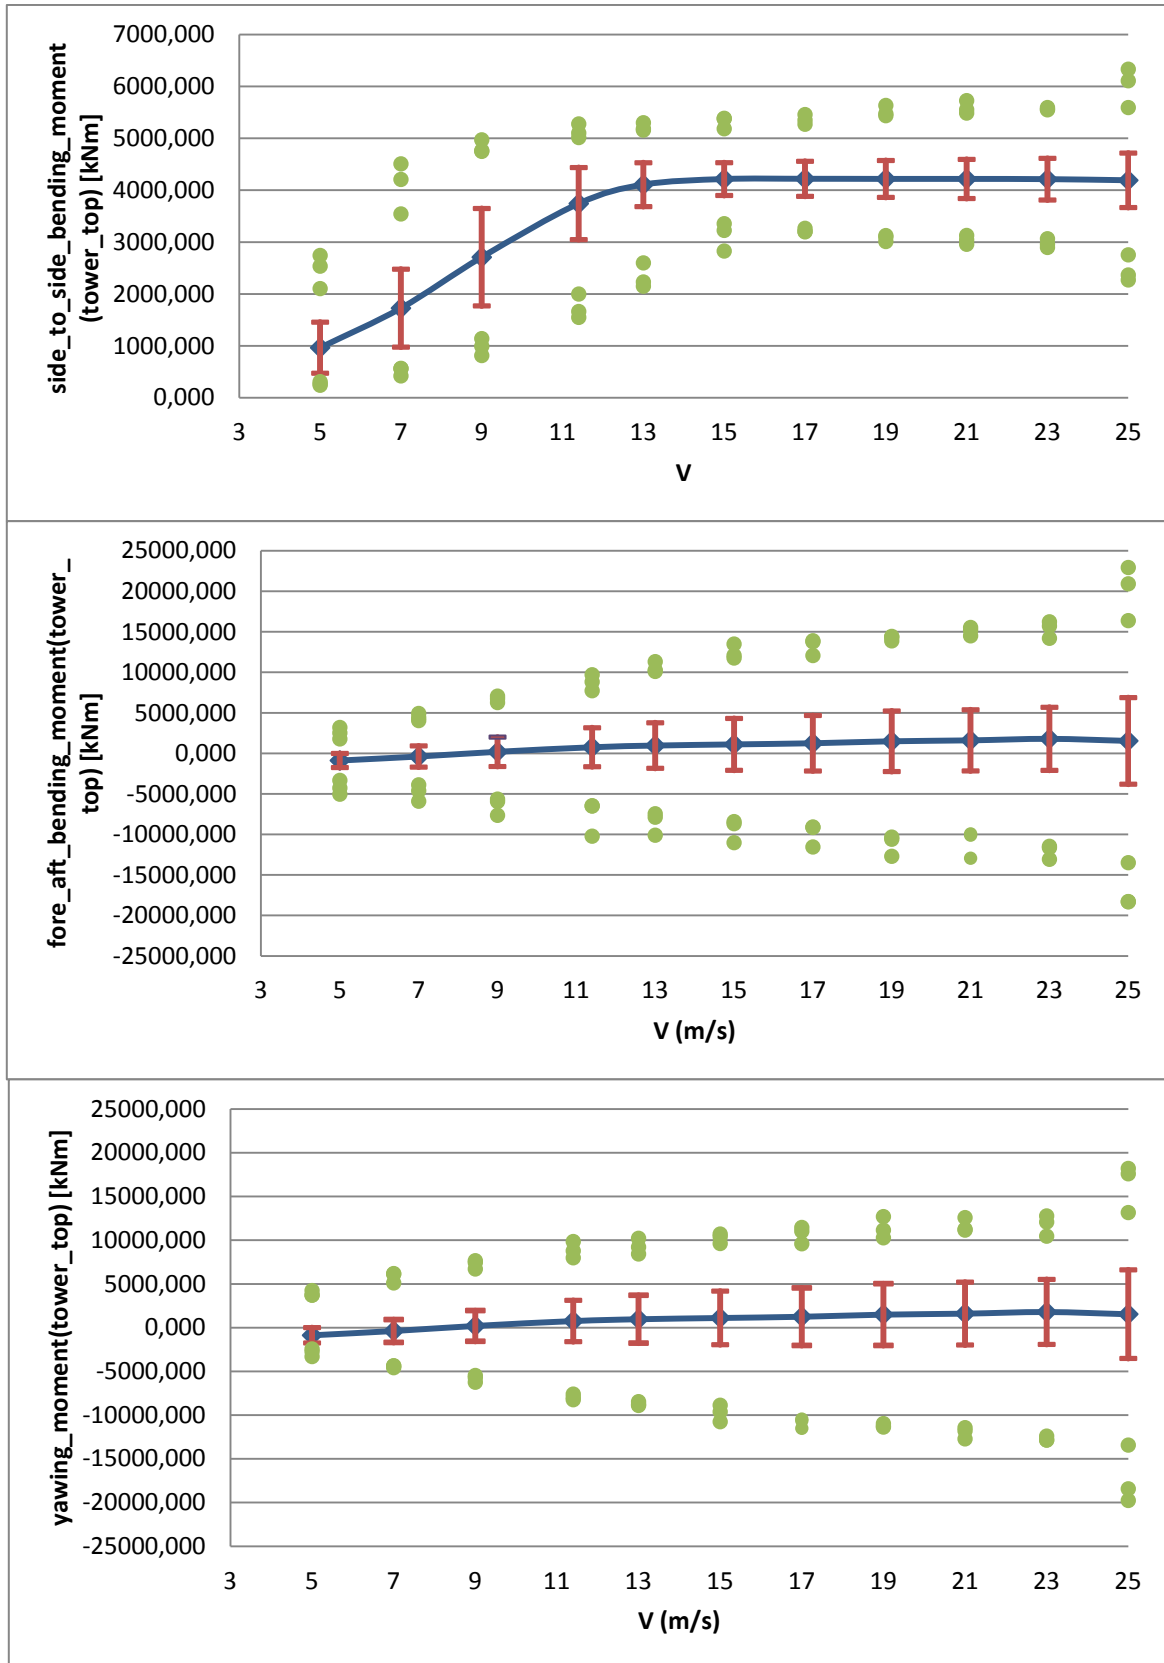 side_to_side_bending_moment
(tower_top) [kNm]
7000,000
6000,000
5000,000
4000,000
3000,000
2000,000
1000,000
0,000
3 5 7 9 11 13 15 17 19 21 23 25
V
fore_aft_bending_moment(tower_
top) [kNm]
25000,000
20000,000
15000,000
10000,000
5000,000
0,000
-5000,000
-10000,000
-15000,000
-20000,000
-25000,000
3 5 7 9 11 13 15 17 19 21 23 25
V (m/s)
yawing_moment(tower_top) [kNm]
25000,000
20000,000
15000,000
10000,000
5000,000
0,000
-5000,000
-10000,000
-15000,000
-20000,000
-25000,000
3 5 7 9 11 13 15 17 19 21 23 25
V (m/s)